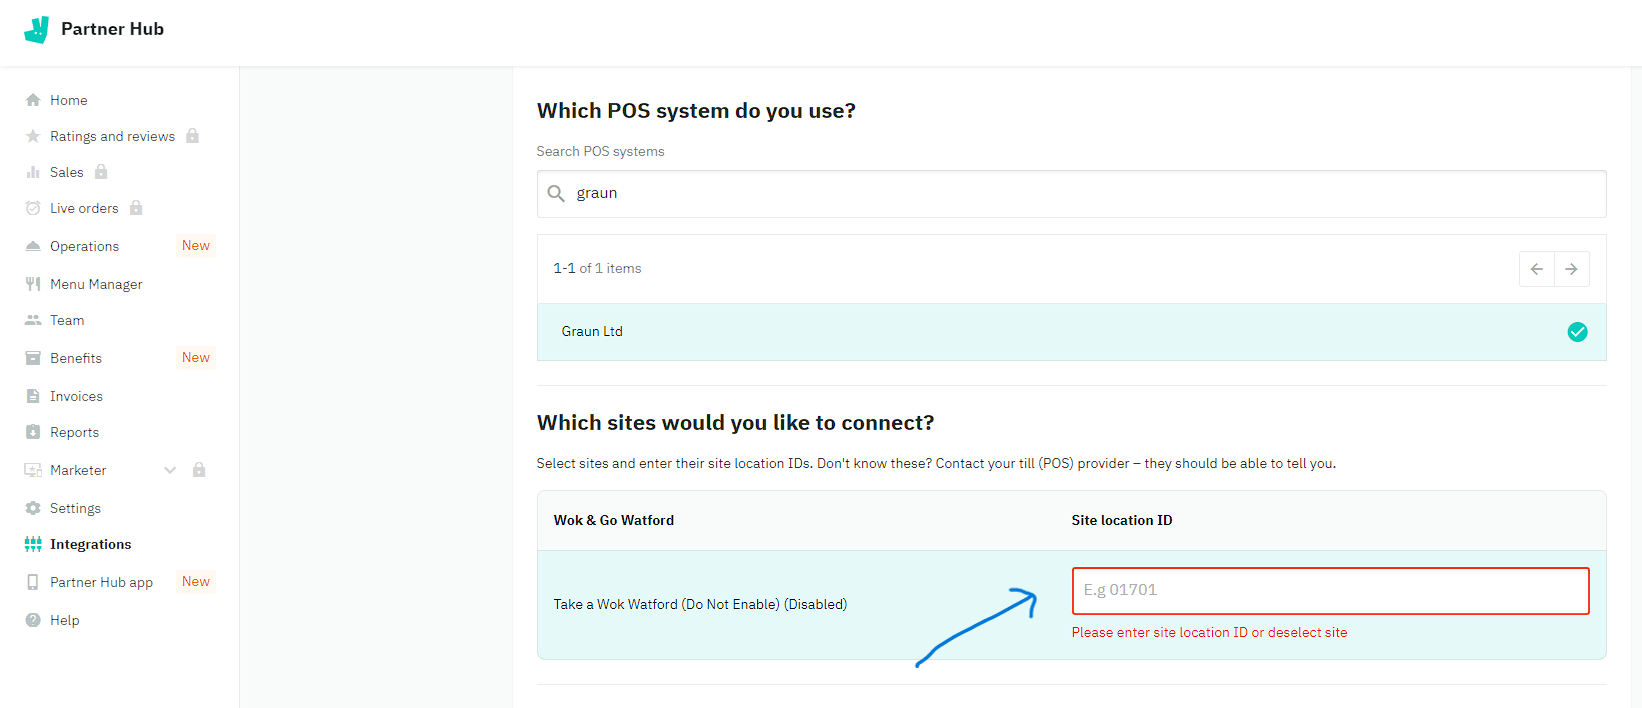 Partner Hub
Home
Ratings and reviews
Sales
Live orders
Operations New
Menu Manager
Team
Benefits New
Invoices
Reports
Marketer
Settings
Integrations
Partner Hub app New
Help
Which POS system do you use?
Search POS systems
graun
1-1 of 1 items
Graun Ltd
Which sites would you like to connect?
Select sites and enter their site location IDs. Don't know these? Contact your till (POS) provider – they should be able to tell you.
Wok & Go Watford Site location ID
Take a Wok Watford (Do Not Enable) (Disabled) E.g 01701
Please enter site location ID or deselect site